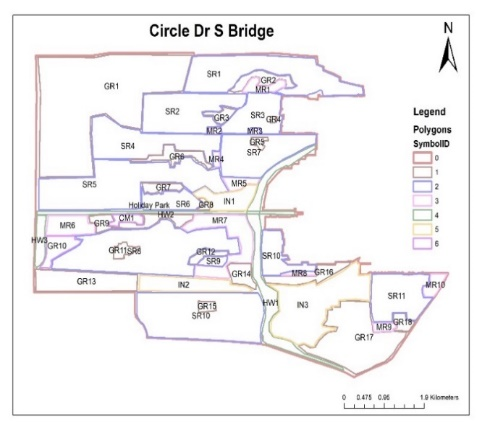 Circle Dr S Bridge
N
SR1
GR1
GR2
MR1
SR2
GR3
SR3
GR4
MR2
MR3
GR5
SR4
SR7
GR6
MR4
SR5
GR7
MR5
Holiday Park
SR6
GR8
IN1
HW2
MR6
GR9
CM1
MR7
HW3
GR10
GR11
SR8
GR12
SR9
SR10
GR14
MR8
GR16
GR13
IN2
HW1
IN3
SR11
MR10
GR15
SR10
GR18
MR9
GR17
Legend
Polygons
SymbolID
0
1
2
3
4
5
6
0 0.475 0.95 1.9 Kilometers